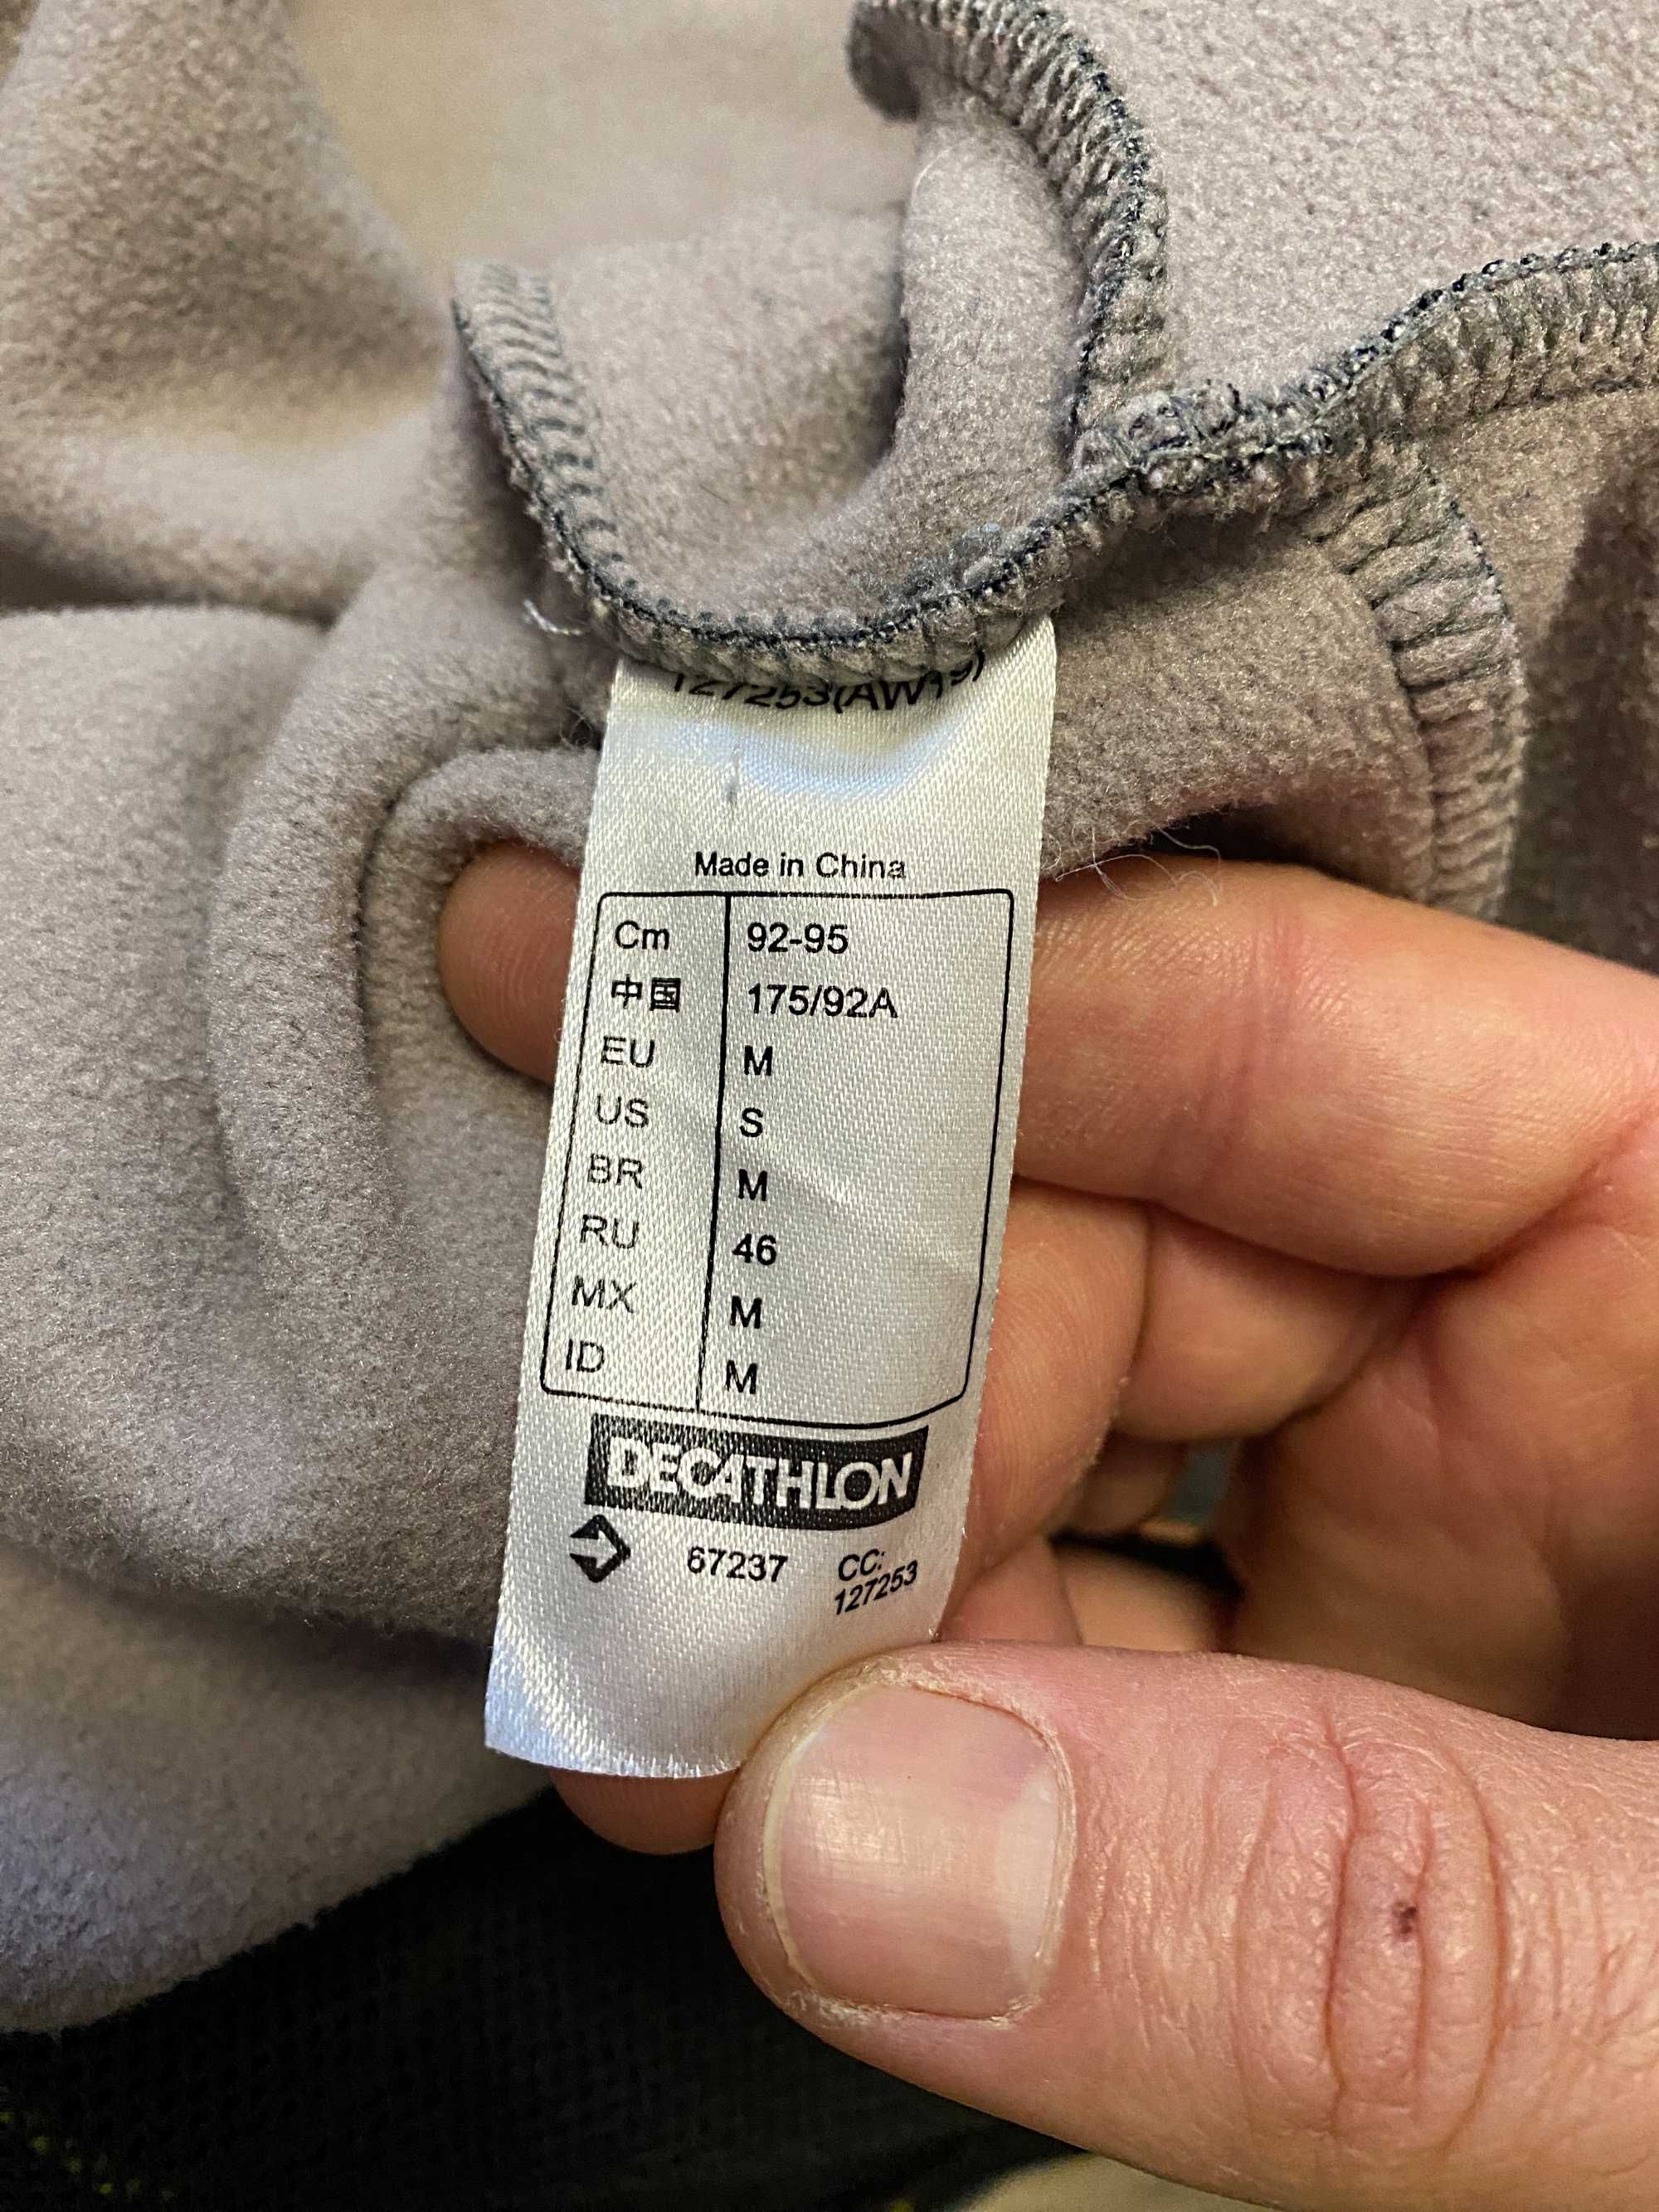 127253(AW19)
Made in China
Cm 92-95
中国 175/92A
EU M
US S
BR M
RU 46
MX M
ID M
DECATHLON
67237 CC:
127253